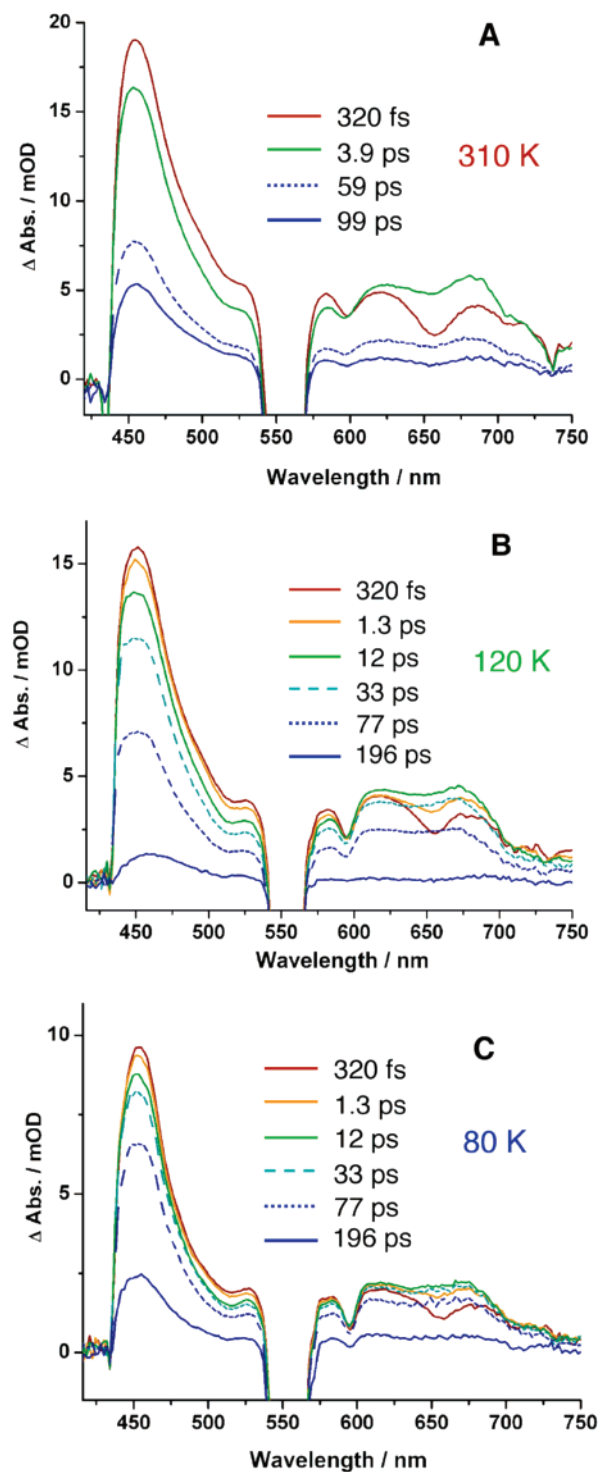 A
20
15
10
5
0
Δ Abs. / mOD
320 fs
3.9 ps
59 ps
99 ps
310 K
450 500 550 600 650 700 750
Wavelength / nm
B
15
10
5
0
Δ Abs. / mOD
320 fs
1.3 ps
12 ps
33 ps
77 ps
196 ps
120 K
450 500 550 600 650 700 750
Wavelength / nm
C
10
5
0
Δ Abs. / mOD
320 fs
1.3 ps
12 ps
33 ps
77 ps
196 ps
80 K
450 500 550 600 650 700 750
Wavelength / nm